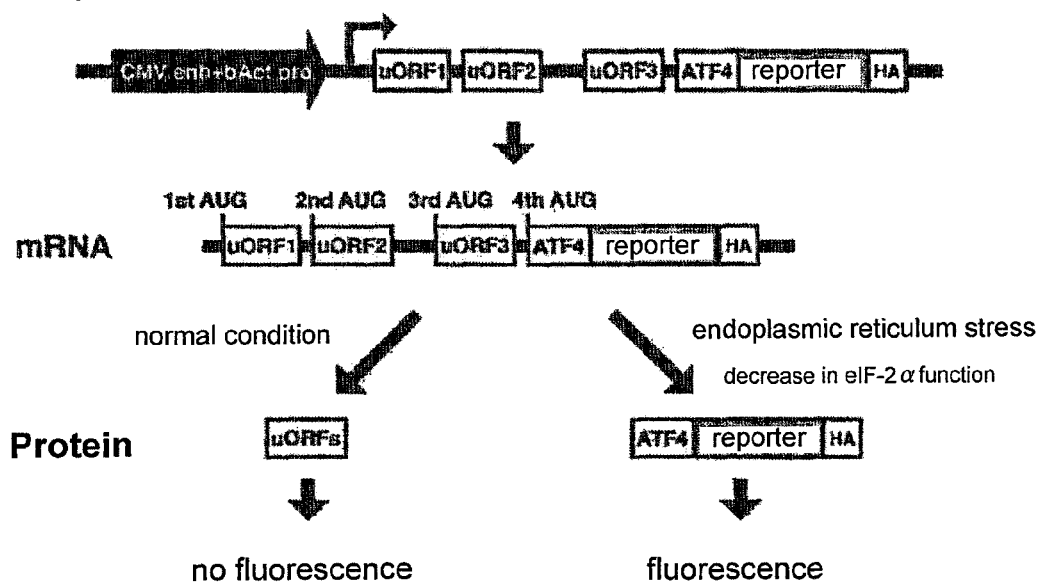 CMV enh+bAct pro uORF1 uORF2 uORF3 ATF4 reporter HA
1st AUG 2nd AUG 3rd AUG 4th AUG
mRNA uORF1 uORF2 uORF3 ATF4 reporter HA
normal condition endoplasmic reticulum stress
decrease in eIF-2α function
Protein uORFs ATF4 reporter HA
no fluorescence fluorescence